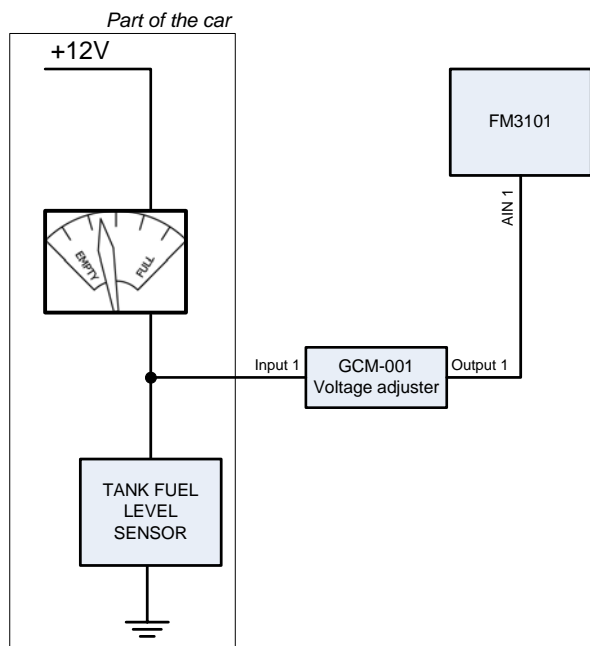 Part of the car
+12V
FM3101
AIN 1
EMPTY
FULL
Input 1
GCM-001
Voltage adjuster
Output 1
TANK FUEL
LEVEL
SENSOR